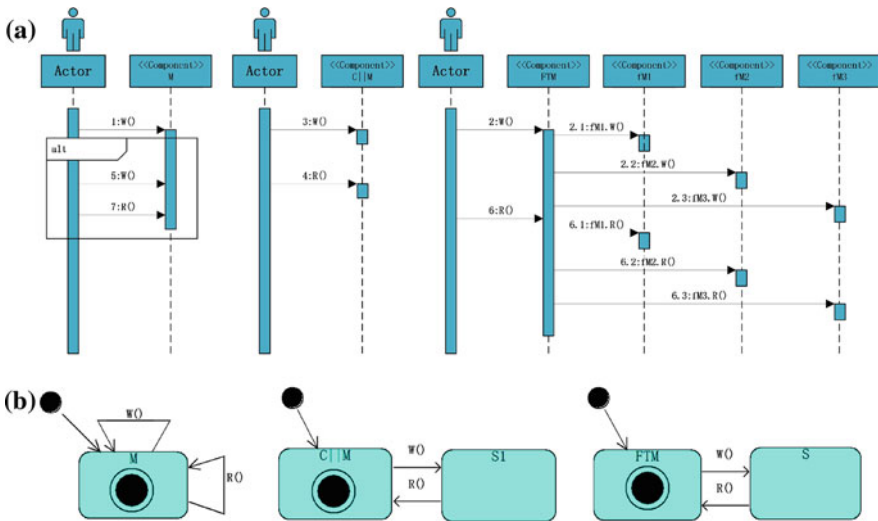 (a)
Actor
<<Component>>
M
Actor
<<Component>>
C||M
Actor
<<Component>>
FTM
<<Component>>
fM1
<<Component>>
fM2
<<Component>>
fM3
1:W()
3:W()
2:W()
2.1:fM1.W()
alt
2.2:fM2.W()
5:W()
4:R()
2.3:fM3.W()
7:R()
6:R()
6.1:fM1.R()
6.2:fM2.R()
6.3:fM3.R()
(b)
W()
M
R()
C||M
W()
R()
S1
FTM
W()
R()
S